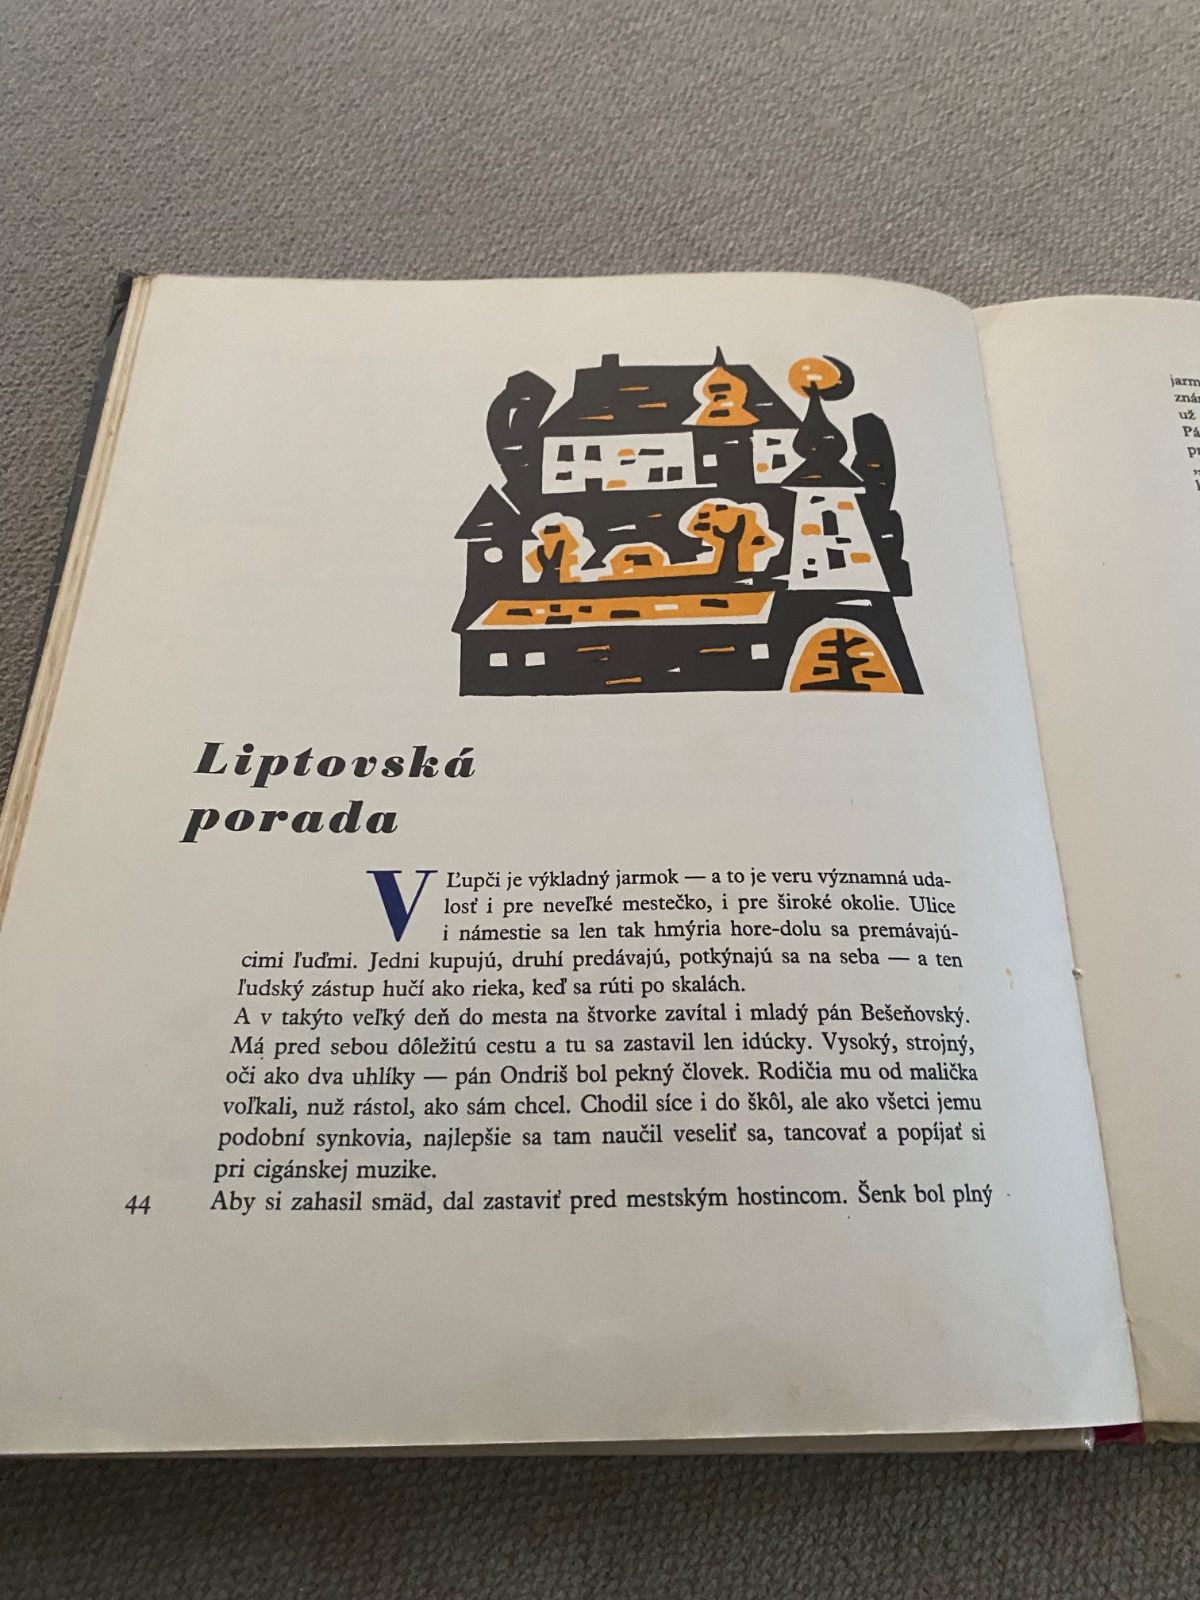 Liptovská
porada
V Ľupči je výkladný jarmok — a to je veru významná uda-
losť i pre neveľké mestečko, i pre široké okolie. Ulice
i námestie sa len tak hmýria hore-dolu sa premávajú-
cimi ľuďmi. Jedni kupujú, druhí predávajú, potkýnajú sa na seba — a ten
ľudský zástup hučí ako rieka, keď sa rúti po skalách.
A v takýto veľký deň do mesta na štvorke zavítal i mladý pán Bešeňovský.
Má pred sebou dôležitú cestu a tu sa zastavil len idúcky. Vysoký, strojný,
oči ako dva uhlíky — pán Ondriš bol pekný človek. Rodičia mu od malička
voľkali, nuž rástol, ako sám chcel. Chodil síce i do škôl, ale ako všetci jemu
podobní synkovia, najlepšie sa tam naučil veseliť sa, tancovať a popíjať si
pri cigánskej muzike.
Aby si zahasil smäd, dal zastaviť pred mestským hostincom. Šenk bol plný
44
jarm
znám
už
Pá
pr